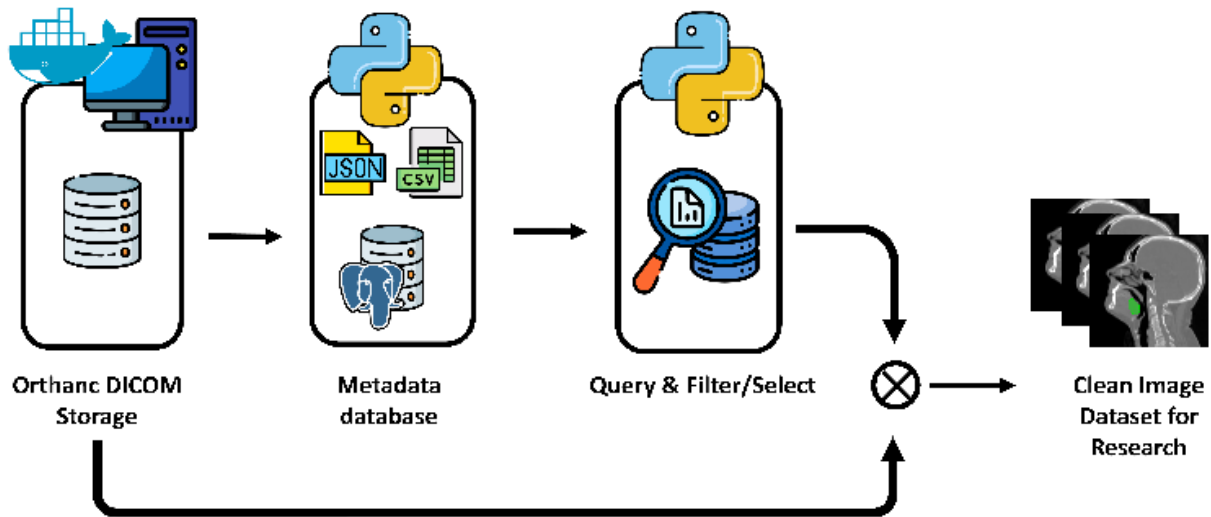 JSON
CSV
Orthanc DICOM
Storage
Metadata
database
Query & Filter/Select
Clean Image
Dataset for
Research